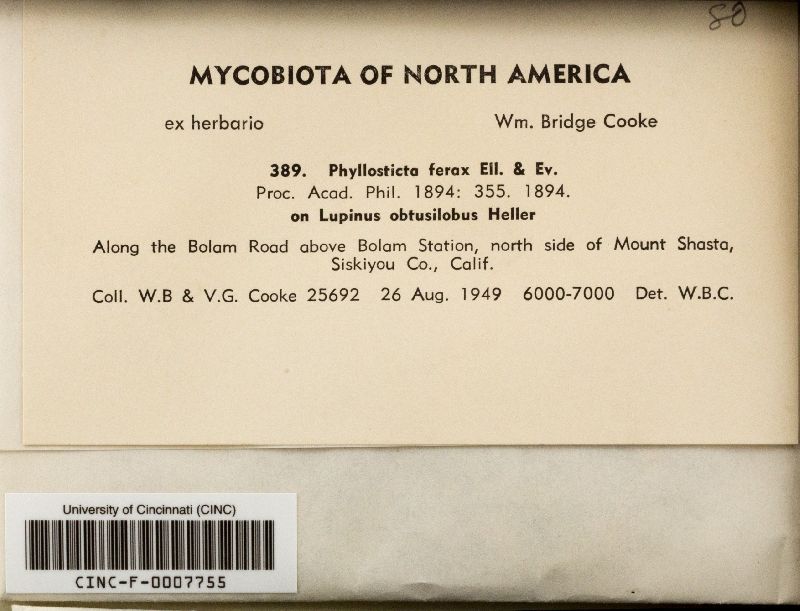 80
MYCOBIOTA OF NORTH AMERICA
ex herbario Wm. Bridge Cooke
389. Phyllosticta ferax Ell. & Ev.
Proc. Acad. Phil. 1894: 355. 1894.
on Lupinus obtusilobus Heller
Along the Bolam Road above Bolam Station, north side of Mount Shasta,
Siskiyou Co., Calif.
Coll. W.B & V.G. Cooke 25692 26 Aug. 1949 6000-7000 Det. W.B.C.
University of Cincinnati (CINC)
CINC-F-0007755